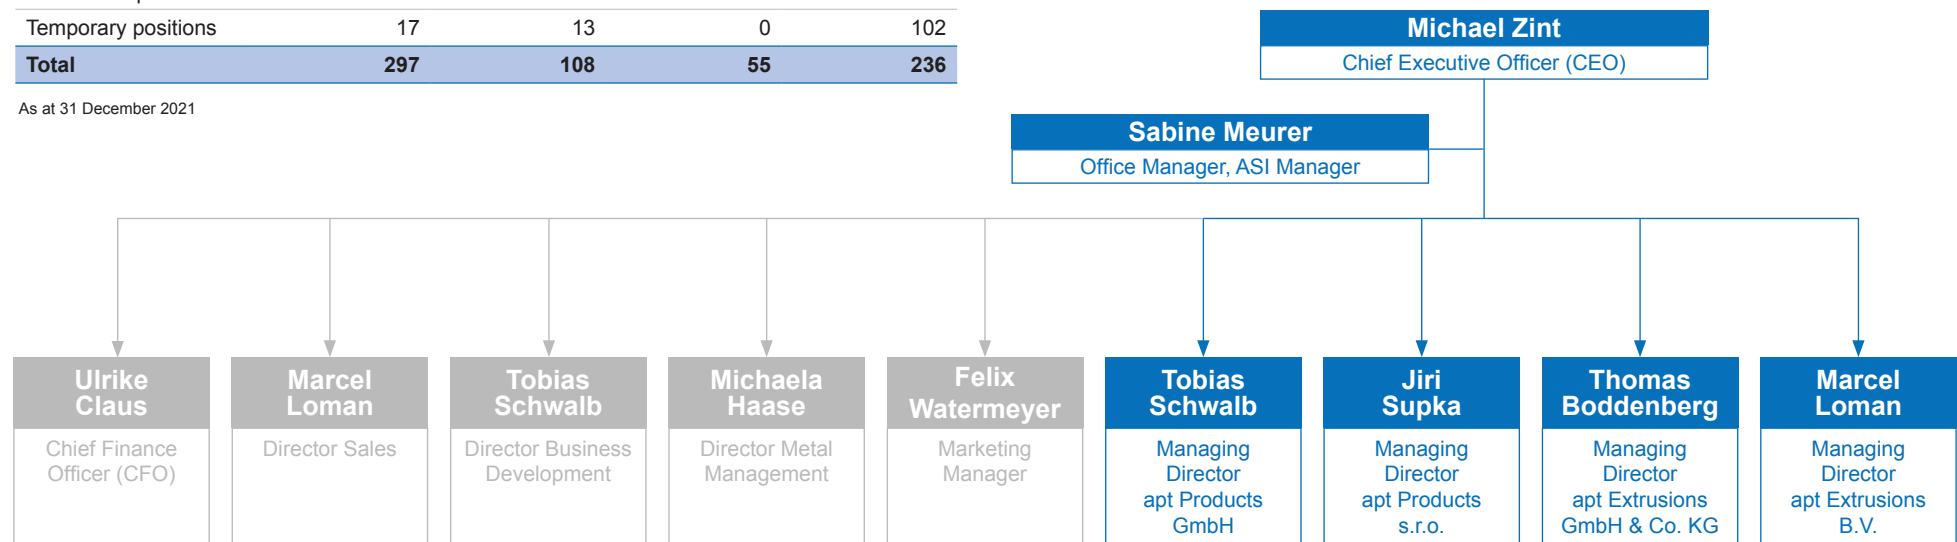 Temporary positions 17 13 0 102
Total 297 108 55 236
As at 31 December 2021
Michael Zint
Chief Executive Officer (CEO)
Sabine Meurer
Office Manager, ASI Manager
Ulrike
Claus
Chief Finance
Officer (CFO)
Marcel
Loman
Director Sales
Tobias
Schwalb
Director Business
Development
Michaela
Haase
Director Metal
Management
Felix
Watermeyer
Marketing
Manager
Tobias
Schwalb
Managing
Director
apt Products
GmbH
Jiri
Supka
Managing
Director
apt Products
s.r.o.
Thomas
Boddenberg
Managing
Director
apt Extrusions
GmbH & Co. KG
Marcel
Loman
Managing
Director
apt Extrusions
B.V.